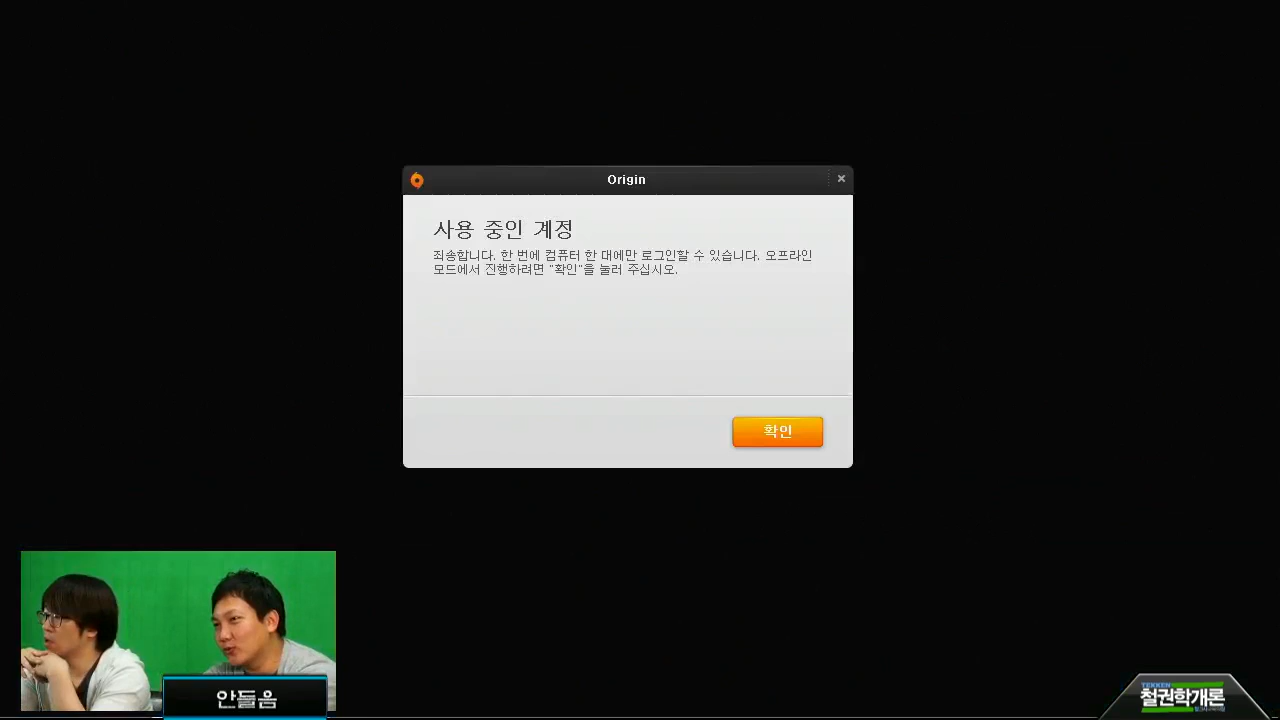 Origin
사용 중인 계정
죄송합니다. 한 번에 컴퓨터 한 대에만 로그인할 수 있습니다. 오프라인
모드에서 진행하려면 "확인"을 눌러 주십시오.
확인
안들음
TEKKEN
철권학개론